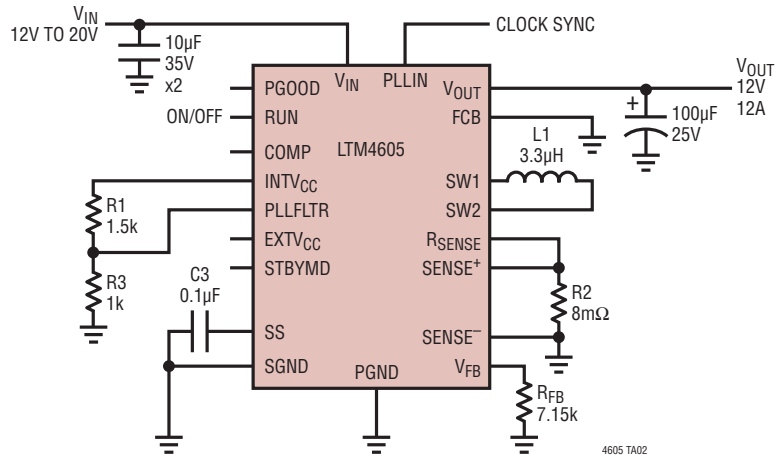 VIN
12V TO 20V
10µF
35V
x2
CLOCK SYNC
VIN
PLLIN
PGOOD
RUN
ON/OFF
COMP
INTVCC
PLLFLTR
EXTVCC
STBYMD
SS
SGND
PGND
LTM4605
VOUT
FCB
SW1
SW2
RSENSE
SENSE+
SENSE–
VFB
VOUT
12V
12A
+
100µF
25V
L1
3.3µH
R1
1.5k
R3
1k
C3
0.1µF
R2
8mΩ
RFB
7.15k
4605 TA02